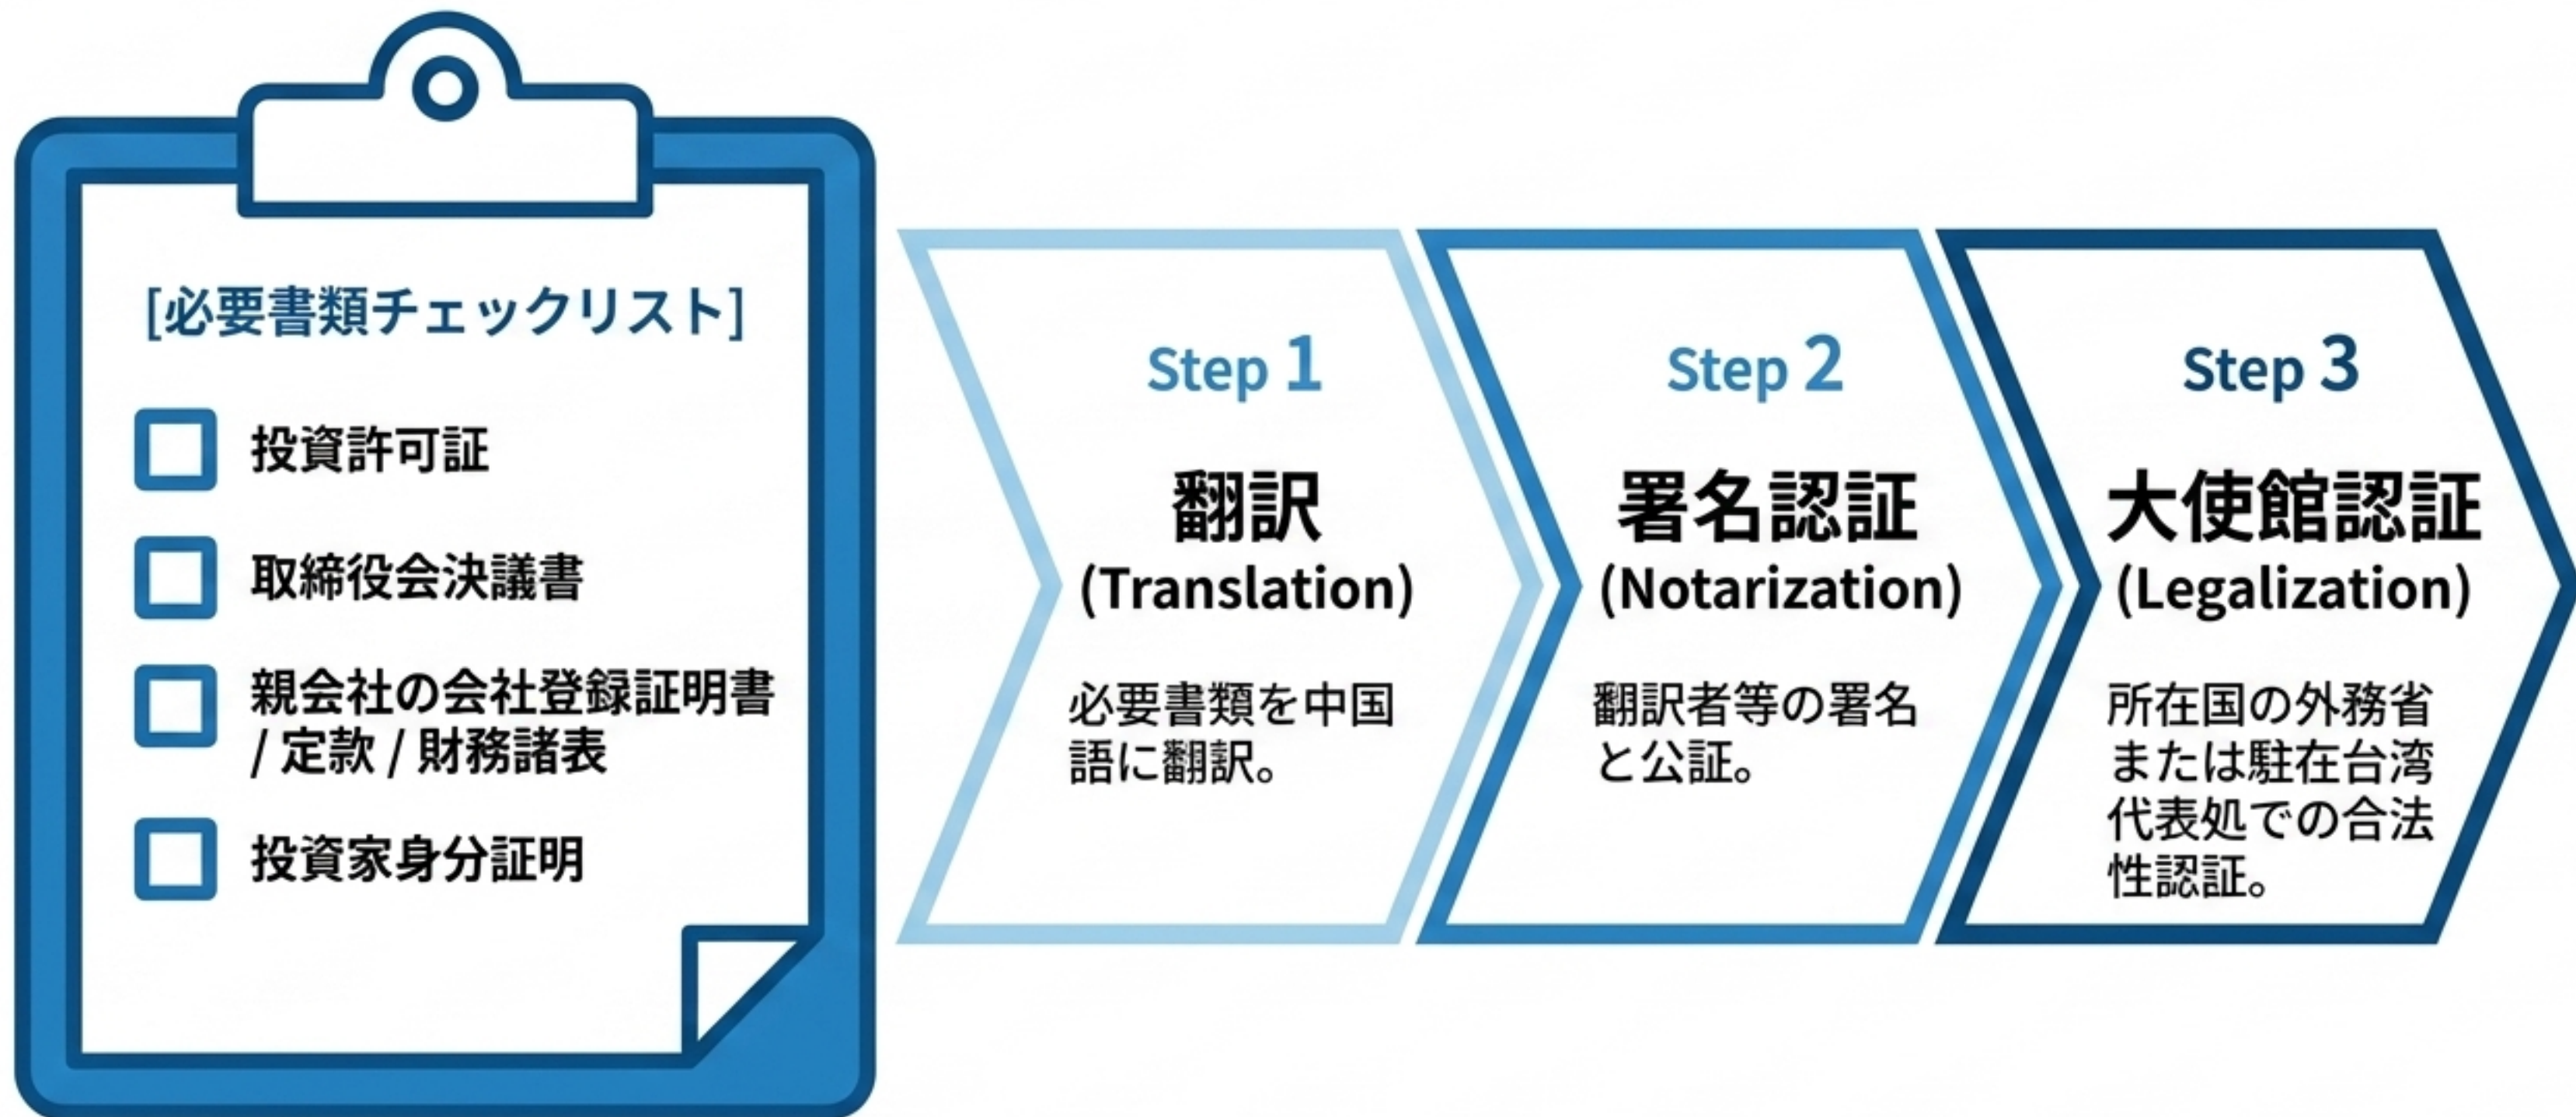 [必要書類チェックリスト]
投資許可証
取締役会決議書
親会社の会社登録証明書
/ 定款 / 財務諸表
投資家身分証明
Step 1
翻訳
(Translation)
必要書類を中国
語に翻訳。
Step 2
署名認証
(Notarization)
翻訳者等の署名
と公証。
Step 3
大使館認証
(Legalization)
所在国の外務省
または駐在台湾
代表処での合法
性認証。